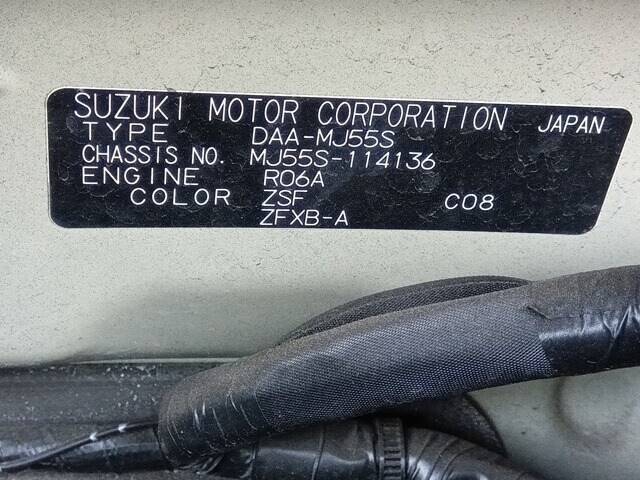 SUZUKI MOTOR CORPORATION JAPAN
TYPE DAA-MJ55S
CHASSIS NO. MJ55S-114136
ENGINE R06A
COLOR ZSF C08
ZFXB-A